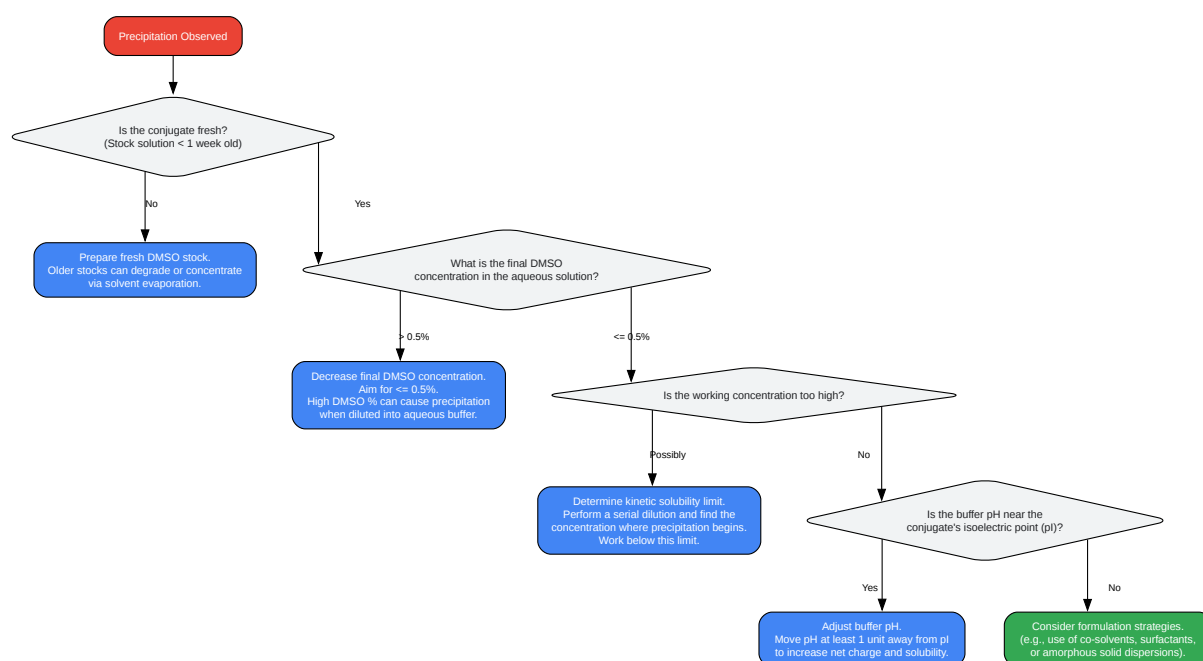 Precipitation Observed
Is the conjugate fresh?
(Stock solution < 1 week old)
No
Yes
Prepare fresh DMSO stock.
Older stocks can degrade or concentrate
via solvent evaporation.
What is the final DMSO
concentration in the aqueous solution?
> 0.5%
<= 0.5%
Decrease final DMSO concentration.
Aim for <= 0.5%.
High DMSO % can cause precipitation
when diluted into aqueous buffer.
Is the working concentration too high?
Possibly
No
Determine kinetic solubility limit.
Perform a serial dilution and find the
concentration where precipitation begins.
Work below this limit.
Is the buffer pH near the
conjugate's isoelectric point (pI)?
Yes
No
Adjust buffer pH.
Move pH at least 1 unit away from pI
to increase net charge and solubility.
Consider formulation strategies.
(e.g., use of co-solvents, surfactants,
or amorphous solid dispersions).